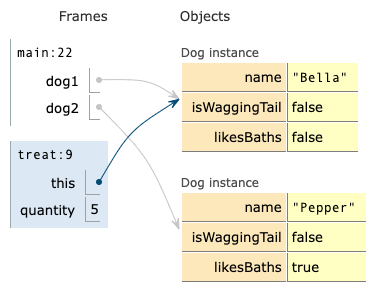 Frames Objects
main:22
dog1
dog2
treat:9
this
quantity 5
Dog instance
name "Bella"
isWaggingTail false
likesBaths false
Dog instance
name "Pepper"
isWaggingTail false
likesBaths true